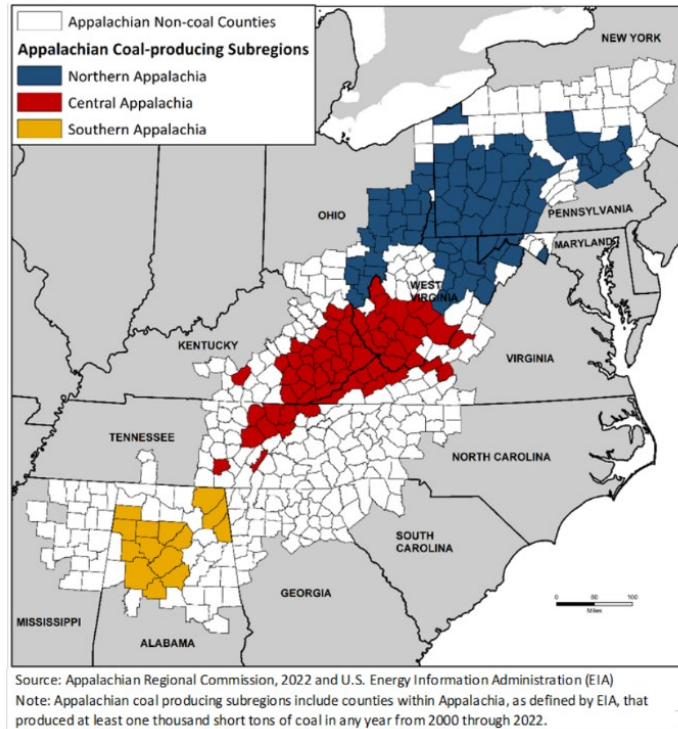 Appalachian Non-coal Counties
Appalachian Coal-producing Subregions
Northern Appalachia
Central Appalachia
Southern Appalachia
NEW YORK
OHIO
PENNSYLVANIA
MARYLAND
WEST
VIRGINIA
KENTUCKY
VIRGINIA
TENNESSEE
NORTH CAROLINA
SOUTH
CAROLINA
GEORGIA
MISSISSIPPI
ALABAMA
0 50 100
Miles
Source: Appalachian Regional Commission, 2022 and U.S. Energy Information Administration (EIA)
Note: Appalachian coal producing subregions include counties within Appalachia, as defined by EIA, that
produced at least one thousand short tons of coal in any year from 2000 through 2022.